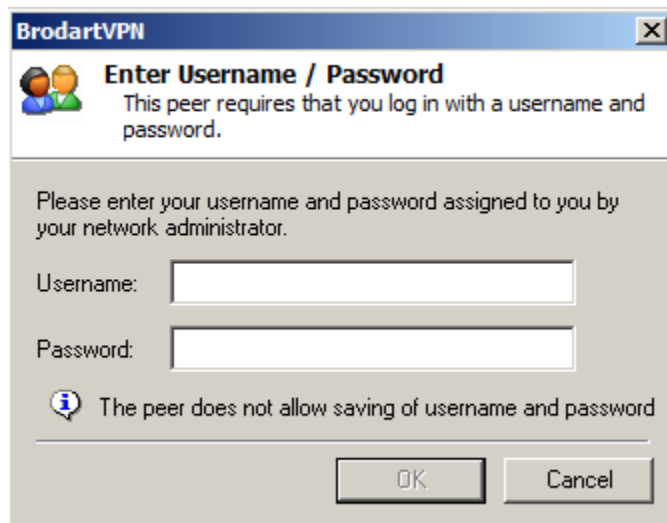 BrodartVPN
Enter Username / Password
This peer requires that you log in with a username and
password.
Please enter your username and password assigned to you by
your network administrator.
Username:
Password:
The peer does not allow saving of username and password
OK
Cancel